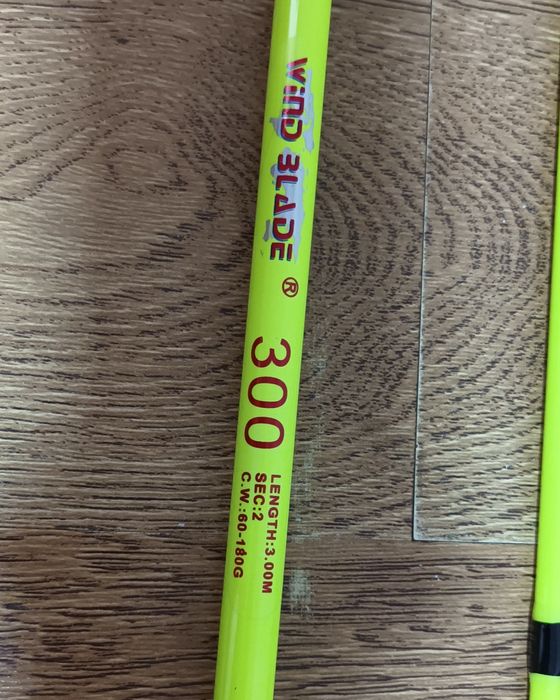 WIND BLADE ®
300
LENGTH:3.00M
SEC:2
C.W.:60-180G